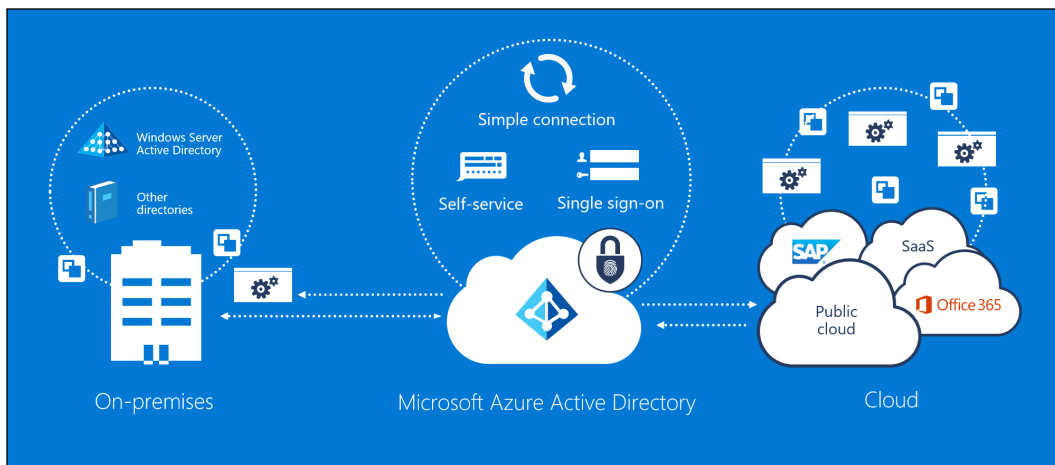 Simple connection
Windows Server
Active Directory
Other
directories
Self-service
Single sign-on
SAP
SaaS
Public
cloud
Office 365
On-premises
Microsoft Azure Active Directory
Cloud